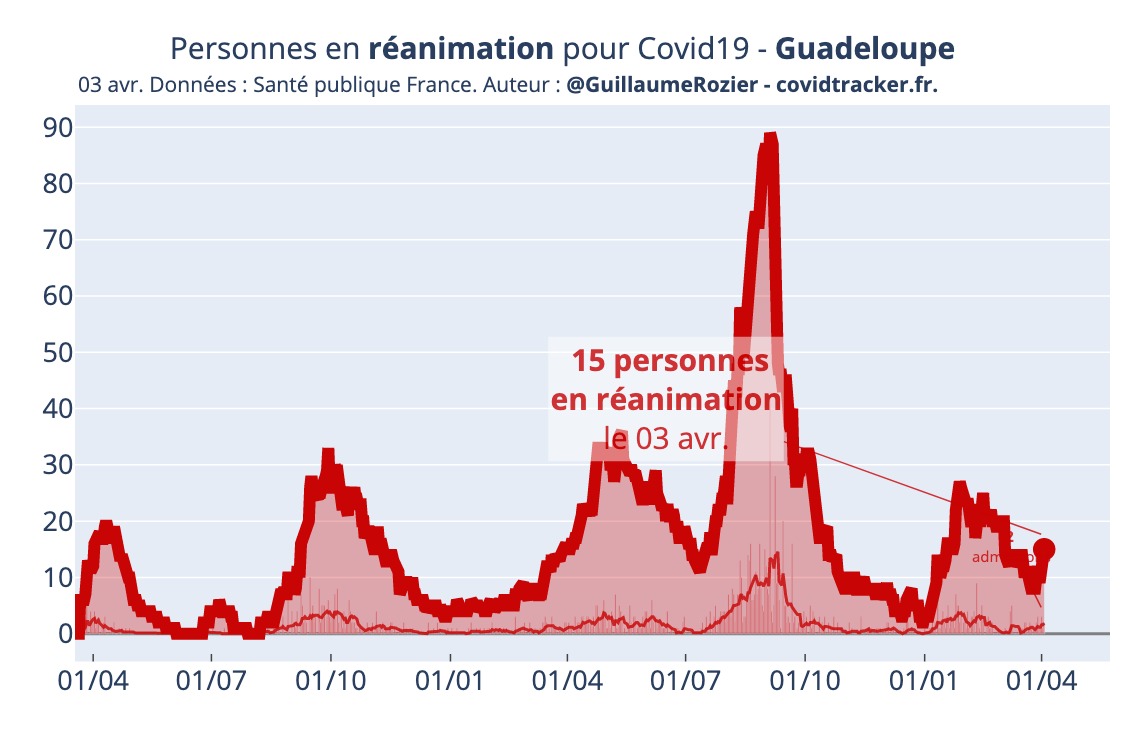 Personnes en réanimation pour Covid19 - Guadeloupe
03 avr. Données : Santé publique France. Auteur : @GuillaumeRozier - covidtracker.fr.
90
80
70
60
50
40
30
20
10
0
15 personnes
en réanimation
le 03 avr.
2
01/04 01/07 01/10 01/01 01/04 01/07 01/10 01/01 01/04